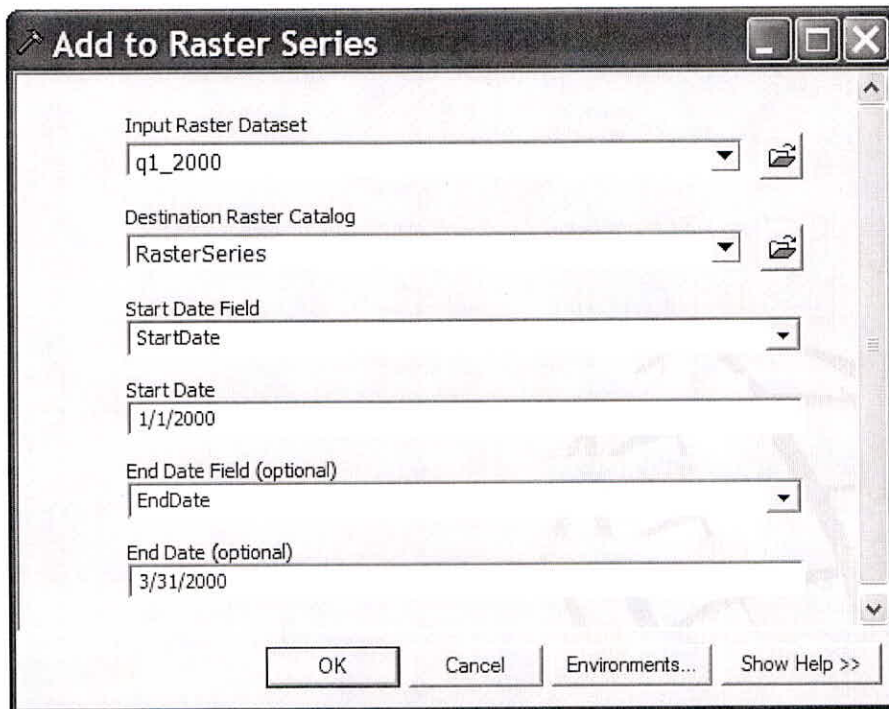 Add to Raster Series
Input Raster Dataset
q1_2000
Destination Raster Catalog
RasterSeries
Start Date Field
StartDate
Start Date
1/1/2000
End Date Field (optional)
EndDate
End Date (optional)
3/31/2000
OK Cancel Environments... Show Help >>